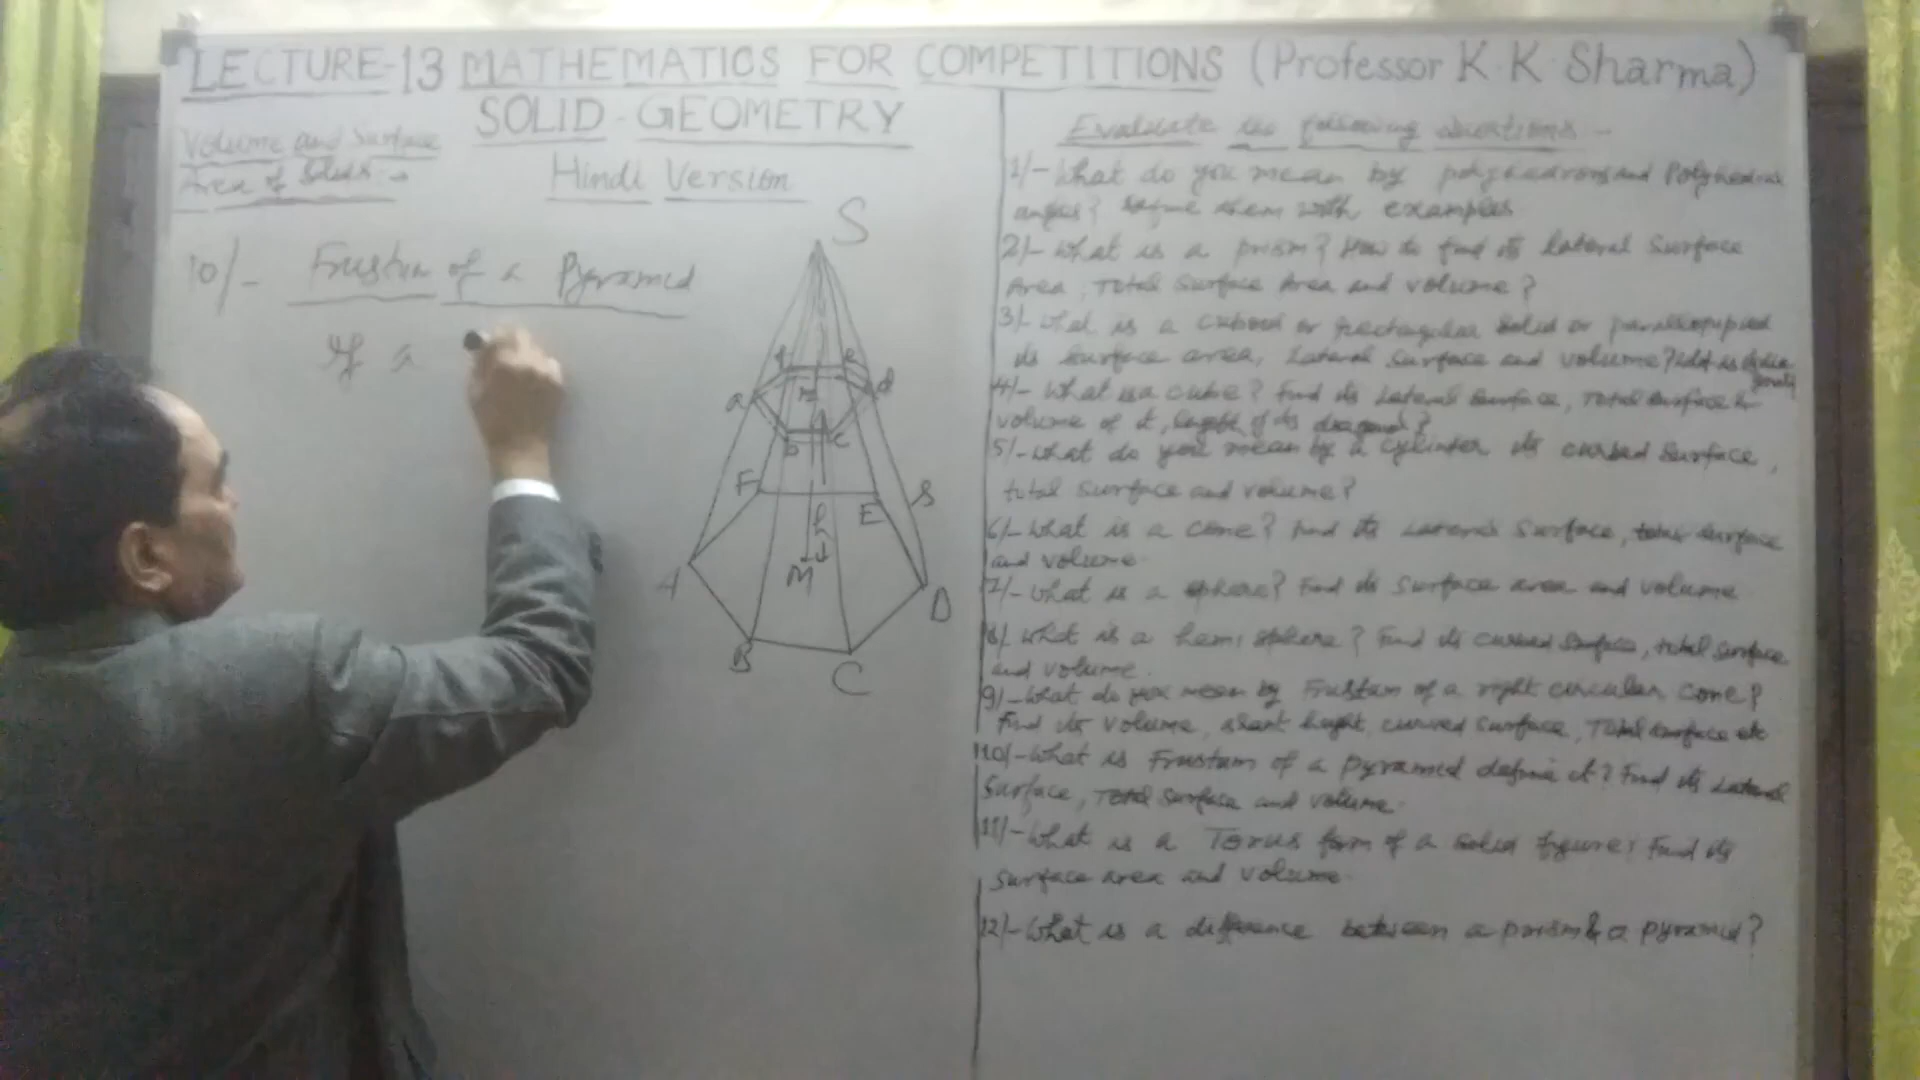 LECTURE-13 MATHEMATICS FOR COMPETITIONS (Professor K.K.Sharma)
SOLID-GEOMETRY
Volume and Surface
Area of Solids →
Hindi Version
10/- Frustum of a Pyramid
If a
S
f e
a m d
b c
F E s
h
A M D
B C
Evaluate the following questions -
1/- What do you mean by polyhedrons and Polyhedral
angles? Define them with examples
2/- What is a prism? How to find its lateral Surface
Area, Total Surface Area and volume?
3/- What is a cuboid or rectangular solid or parallelopiped
its surface area, lateral surface and volume?
4/- What is a cube? Find its lateral surface, Total Surface &
volume of it, length of its diagonal?
5/- What do you mean by a cylinder its curved surface,
total surface and volume?
6/- What is a cone? Find its Lateral Surface, total surface
and volume.
7/- What is a sphere? Find its surface area and volume
8/- What is a hemisphere? Find its curved surface, total surface
and volume.
9/- What do you mean by Frustum of a right circular cone?
Find its volume, slant height, curved surface, Total surface etc
10/- What is Frustum of a pyramid define it? Find its Lateral
Surface, Total Surface and volume.
11/- What is a Torus form of a solid figure? Find its
surface area and volume.
12/- What is a difference between a prism & a pyramid?